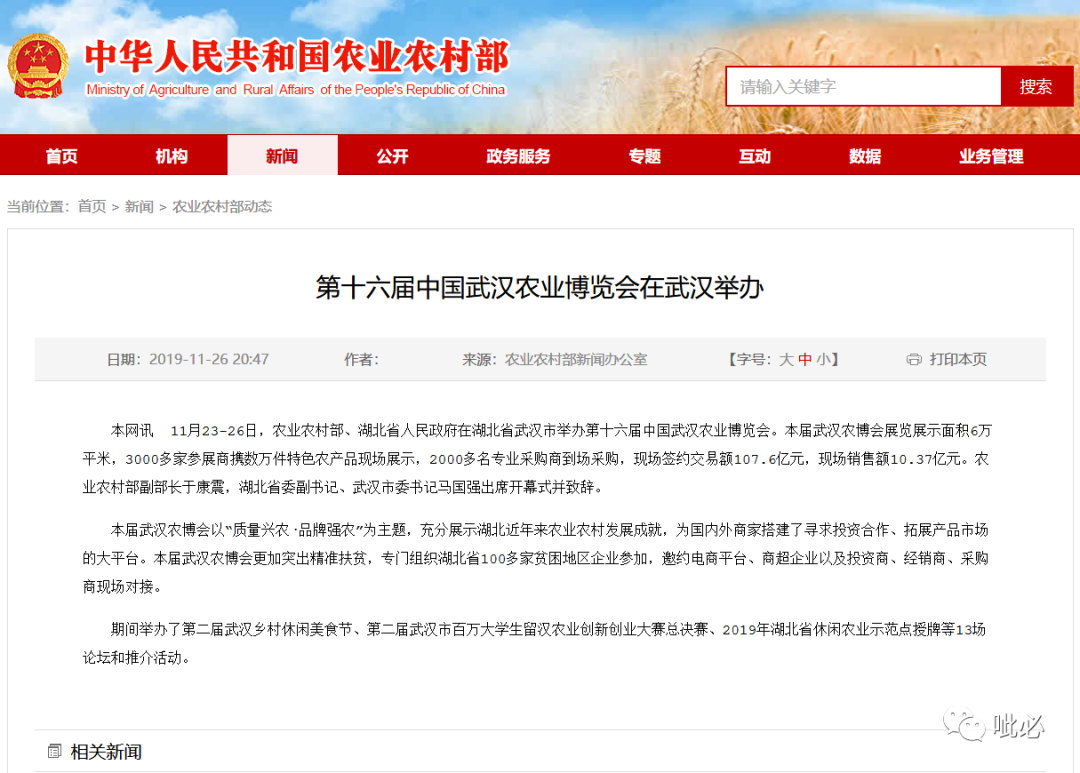 中华人民共和国农业农村部
Ministry of Agriculture and Rural Affairs of the People's Republic of China
请输入关键字 搜索
首页 机构 新闻 公开 政务服务 专题 互动 数据 业务管理
当前位置: 首页 > 新闻 > 农业农村部动态
第十六届中国武汉农业博览会在武汉举办
日期: 2019-11-26 20:47 作者: 来源: 农业农村部新闻办公室 【字号: 大 中 小】 打印本页
本网讯 11月23-26日，农业农村部、湖北省人民政府在湖北省武汉市举办第十六届中国武汉农业博览会。本届武汉农博会展览展示面积6万
平米，3000多家参展商携数万件特色农产品现场展示，2000多名专业采购商到场采购，现场签约交易额107.6亿元，现场销售额10.37亿元。农
业农村部副部长于康震，湖北省委副书记、武汉市委书记马国强出席开幕式并致辞。
本届武汉农博会以“质量兴农·品牌强农”为主题，充分展示湖北近年来农业农村发展成就，为国内外商家搭建了寻求投资合作、拓展产品市场
的大平台。本届武汉农博会更加突出精准扶贫，专门组织湖北省100多家贫困地区企业参加，邀约电商平台、商超企业以及投资商、经销商、采购
商现场对接。
期间举办了第二届武汉乡村休闲美食节、第二届武汉市百万大学生留汉农业创新创业大赛总决赛、2019年湖北省休闲农业示范点授牌等13场
论坛和推介活动。
呲必
相关新闻